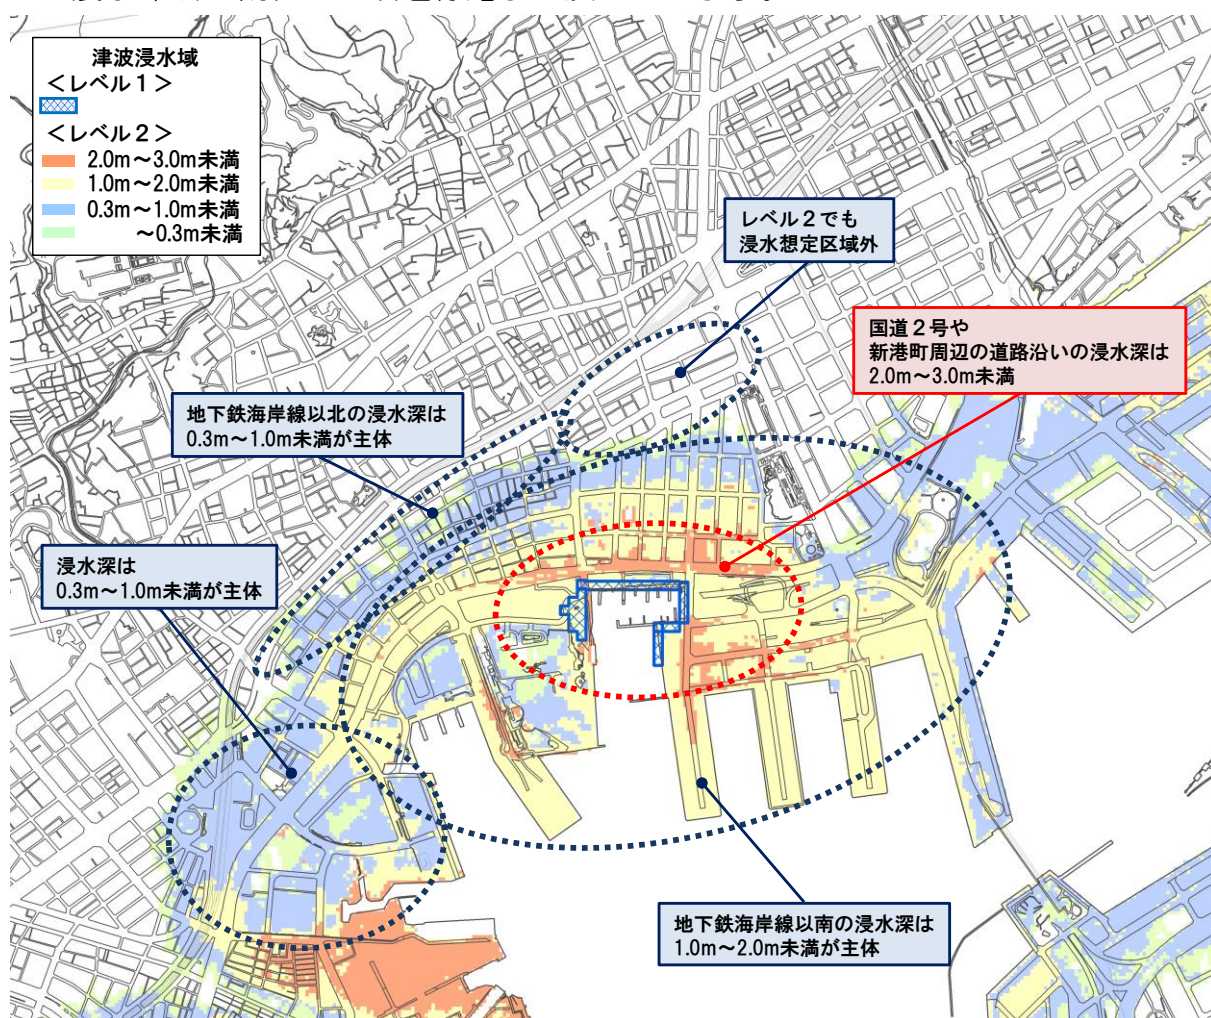 津波浸水域
＜レベル１＞
＜レベル２＞
2.0m～3.0m未満
1.0m～2.0m未満
0.3m～1.0m未満
～0.3m未満
レベル２でも
浸水想定区域外
国道２号や
新港町周辺の道路沿いの浸水深は
2.0m～3.0m未満
地下鉄海岸線以北の浸水深は
0.3m～1.0m未満が主体
浸水深は
0.3m～1.0m未満が主体
地下鉄海岸線以南の浸水深は
1.0m～2.0m未満が主体